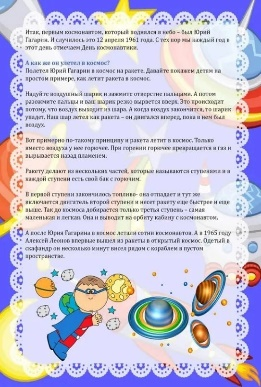 Итак, первым космонавтом, который поднялся в небо – был Юрий
Гагарин. И случилось это 12 апреля 1961 года. С тех пор мы каждый год в
этот день отмечаем День космонавтики.
А как же он улетел в космос?
Полетел Юрий Гагарин в космос на ракете. Давайте покажем детям на
простом примере, как летит ракета в космос.
Надуйте воздушный шарик и зажмите отверстие пальцами. А потом
разожмите пальцы и ваш шарик резко вырвется вверх. Это происходит
потому, что воздух выходит из шара. А когда воздух закончится, то шарик
упадет. Наш шар летел как ракета – он двигался вперед, пока в нем был
воздух.
Вот примерно по такому принципу и ракета летит в космос. Только
вместо воздуха у нее горючее. При горении горючее превращается в газ и
вырывается назад пламенем.
Ракету делают из нескольких частей, которые называются ступенями и в
каждой ступени есть свой бак с горючим.
В первой ступени закончилось топливо- она отпадает и тут же
включается двигатель второй ступени и несет ракету еще быстрее и еще
выше. Так до космоса добирается только третья ступень – самая
маленькая и легкая. Она и выводит на орбиту кабину с космонавтом.
А после Юрия Гагарина в космос летали сотни космонавтов. А в 1965 году
Алексей Леонов впервые вышел из ракеты в открытый космос. Одетый в
скафандр он несколько минут висел рядом с кораблем в пустом
пространстве.